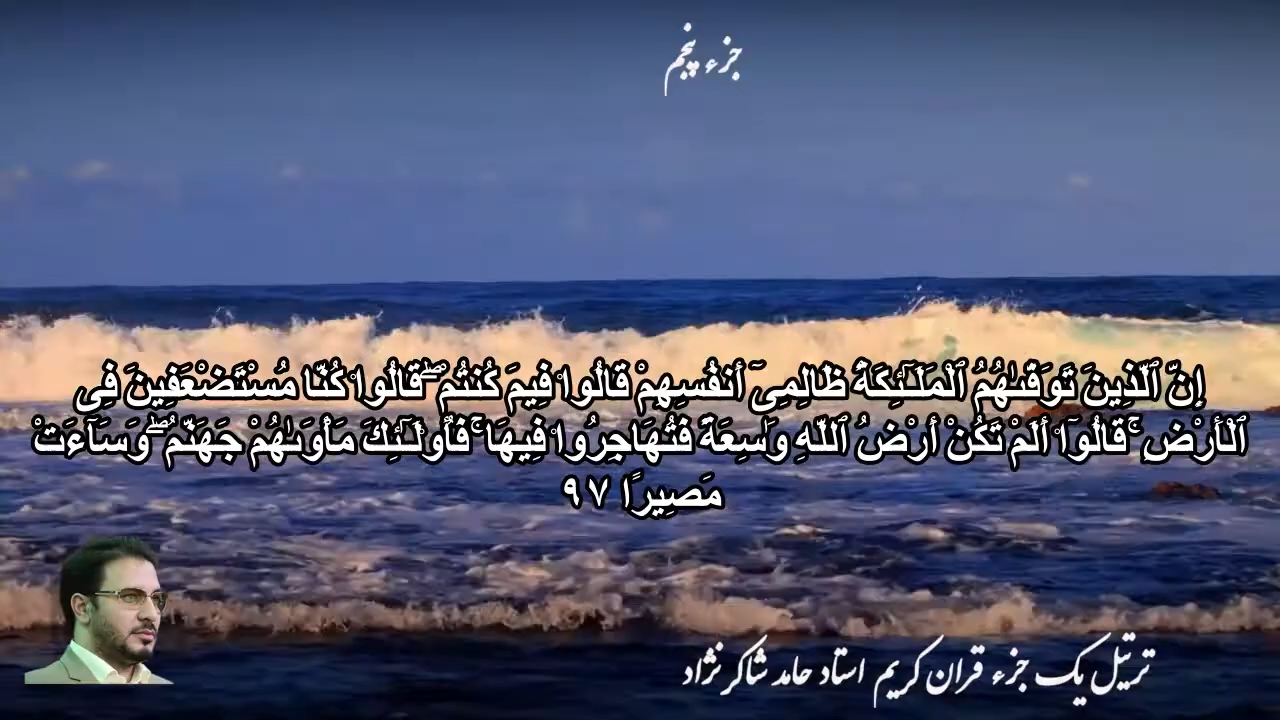 جزء پنجم
إِنَّ ٱلَّذِينَ تَوَفَّىٰهُمُ ٱلْمَلَـٰٓئِكَةُ ظَالِمِىٓ أَنفُسِهِمْ قَالُوا۟ فِيمَ كُنتُمْ ۖ قَالُوا۟ كُنَّا مُسْتَضْعَفِينَ فِى
ٱلْأَرْضِ ۚ قَالُوٓا۟ أَلَمْ تَكُنْ أَرْضُ ٱللَّهِ وَٰسِعَةً فَتُهَاجِرُوا۟ فِيهَا ۚ فَأُو۟لَـٰٓئِكَ مَأْوَىٰهُمْ جَهَنَّمُ ۖ وَسَآءَتْ
مَصِيرًا ٩٧
ترتیل یک جزء قران کریم استاد حامد شاکرنژاد